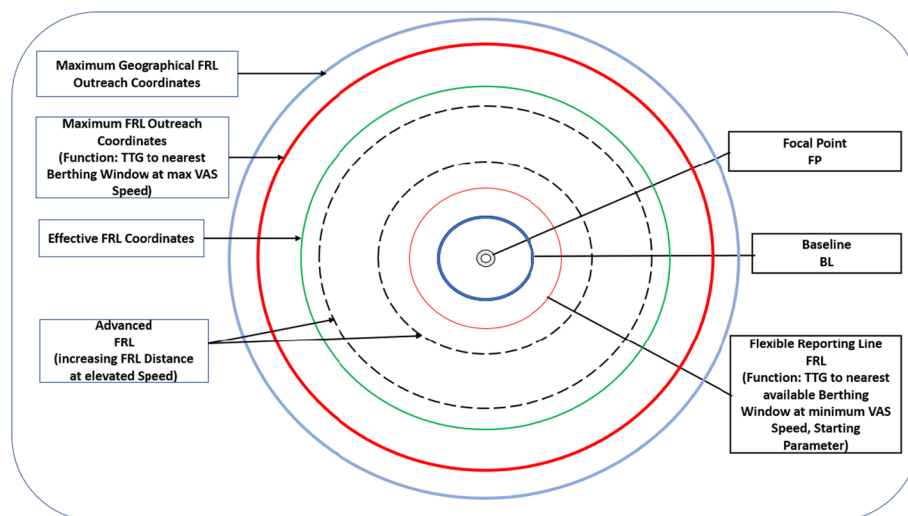 Maximum Geographical FRL
Outreach Coordinates
Maximum FRL Outreach
Coordinates
(Function: TTG to nearest
Berthing Window at max VAS
Speed)
Effective FRL Coordinates
Advanced
FRL
(increasing FRL Distance
at elevated Speed)
Focal Point
FP
Baseline
BL
Flexible Reporting Line
FRL
(Function: TTG to nearest
available Berthing
Window at minimum VAS
Speed, Starting
Parameter)